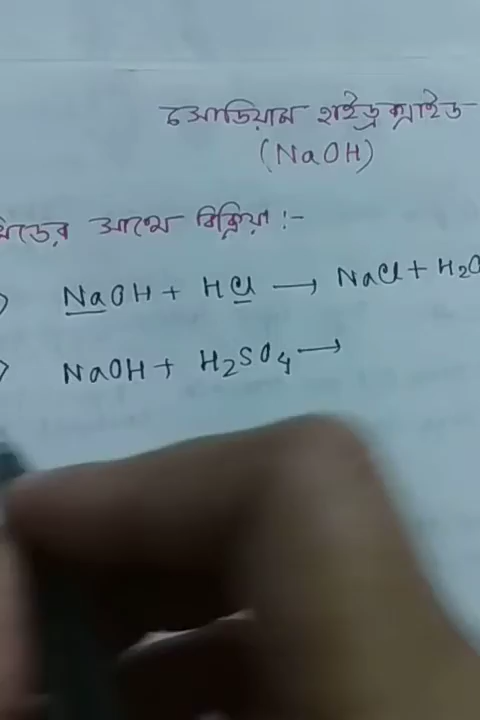 সোডিয়াম হাইড্রক্সাইড
(NaOH)
সাথে বিক্রিয়া :-
NaOH + HCl → NaCl + H₂O
NaOH + H₂SO₄ →